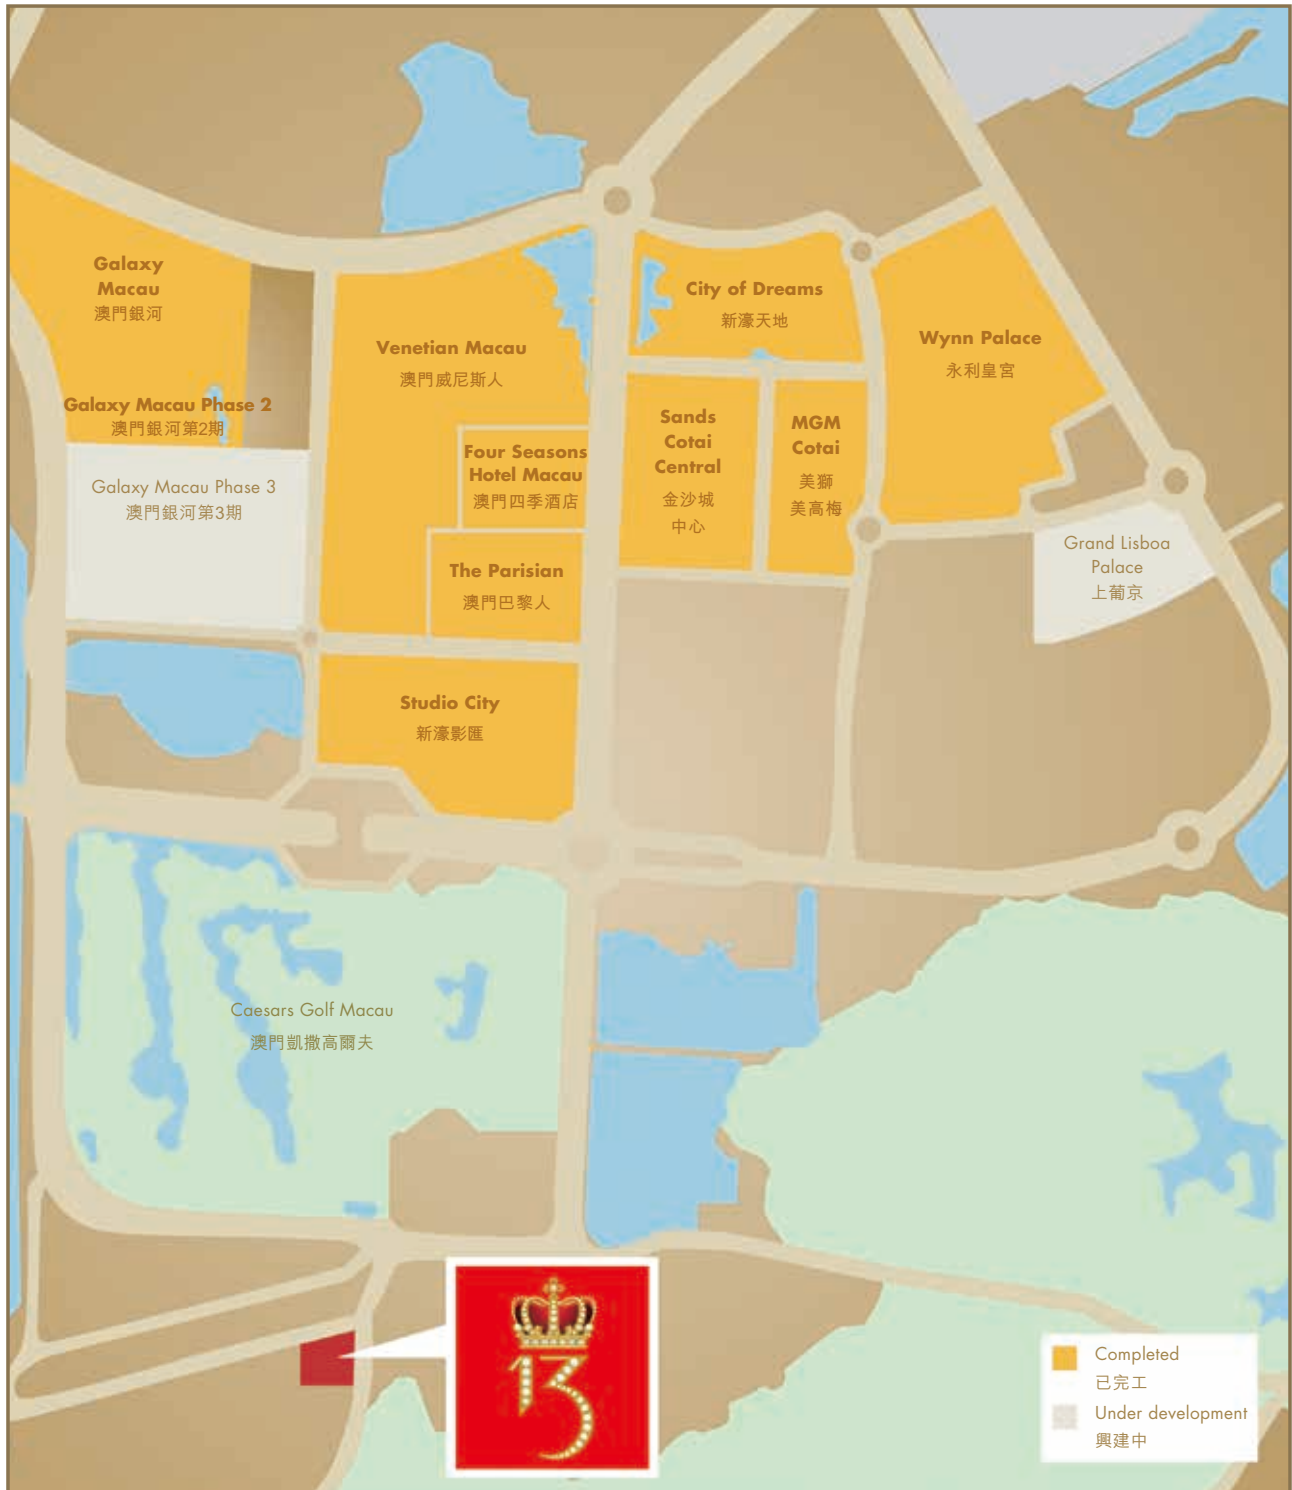 Galaxy
Macau
澳門銀河
Galaxy Macau Phase 2
澳門銀河第2期
Galaxy Macau Phase 3
澳門銀河第3期
Venetian Macau
澳門威尼斯人
Four Seasons
Hotel Macau
澳門四季酒店
The Parisian
澳門巴黎人
Studio City
新濠影匯
City of Dreams
新濠天地
Sands
Cotai
Central
金沙城
中心
MGM
Cotai
美獅
美高梅
Wynn Palace
永利皇宮
Grand Lisboa
Palace
上葡京
Caesars Golf Macau
澳門凱撒高爾夫
13
Completed
已完工
Under development
興建中